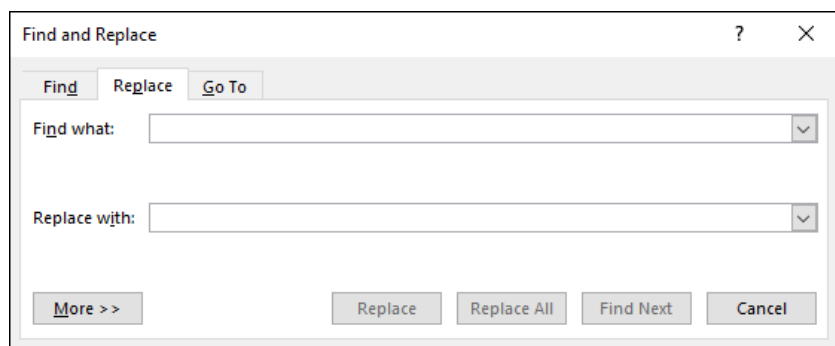 Find and Replace ?
Find Replace Go To
Find what:
Replace with:
More >> Replace Replace All Find Next Cancel